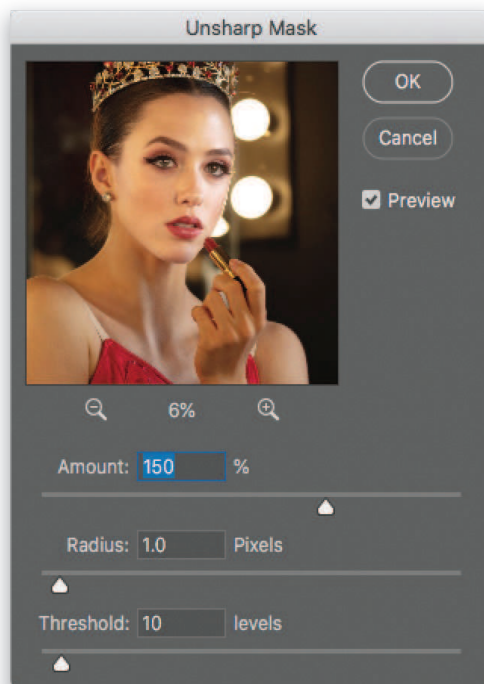 Unsharp Mask
OK
Cancel
Preview
6%
Amount: 150 %
Radius: 1.0 Pixels
Threshold: 10 levels